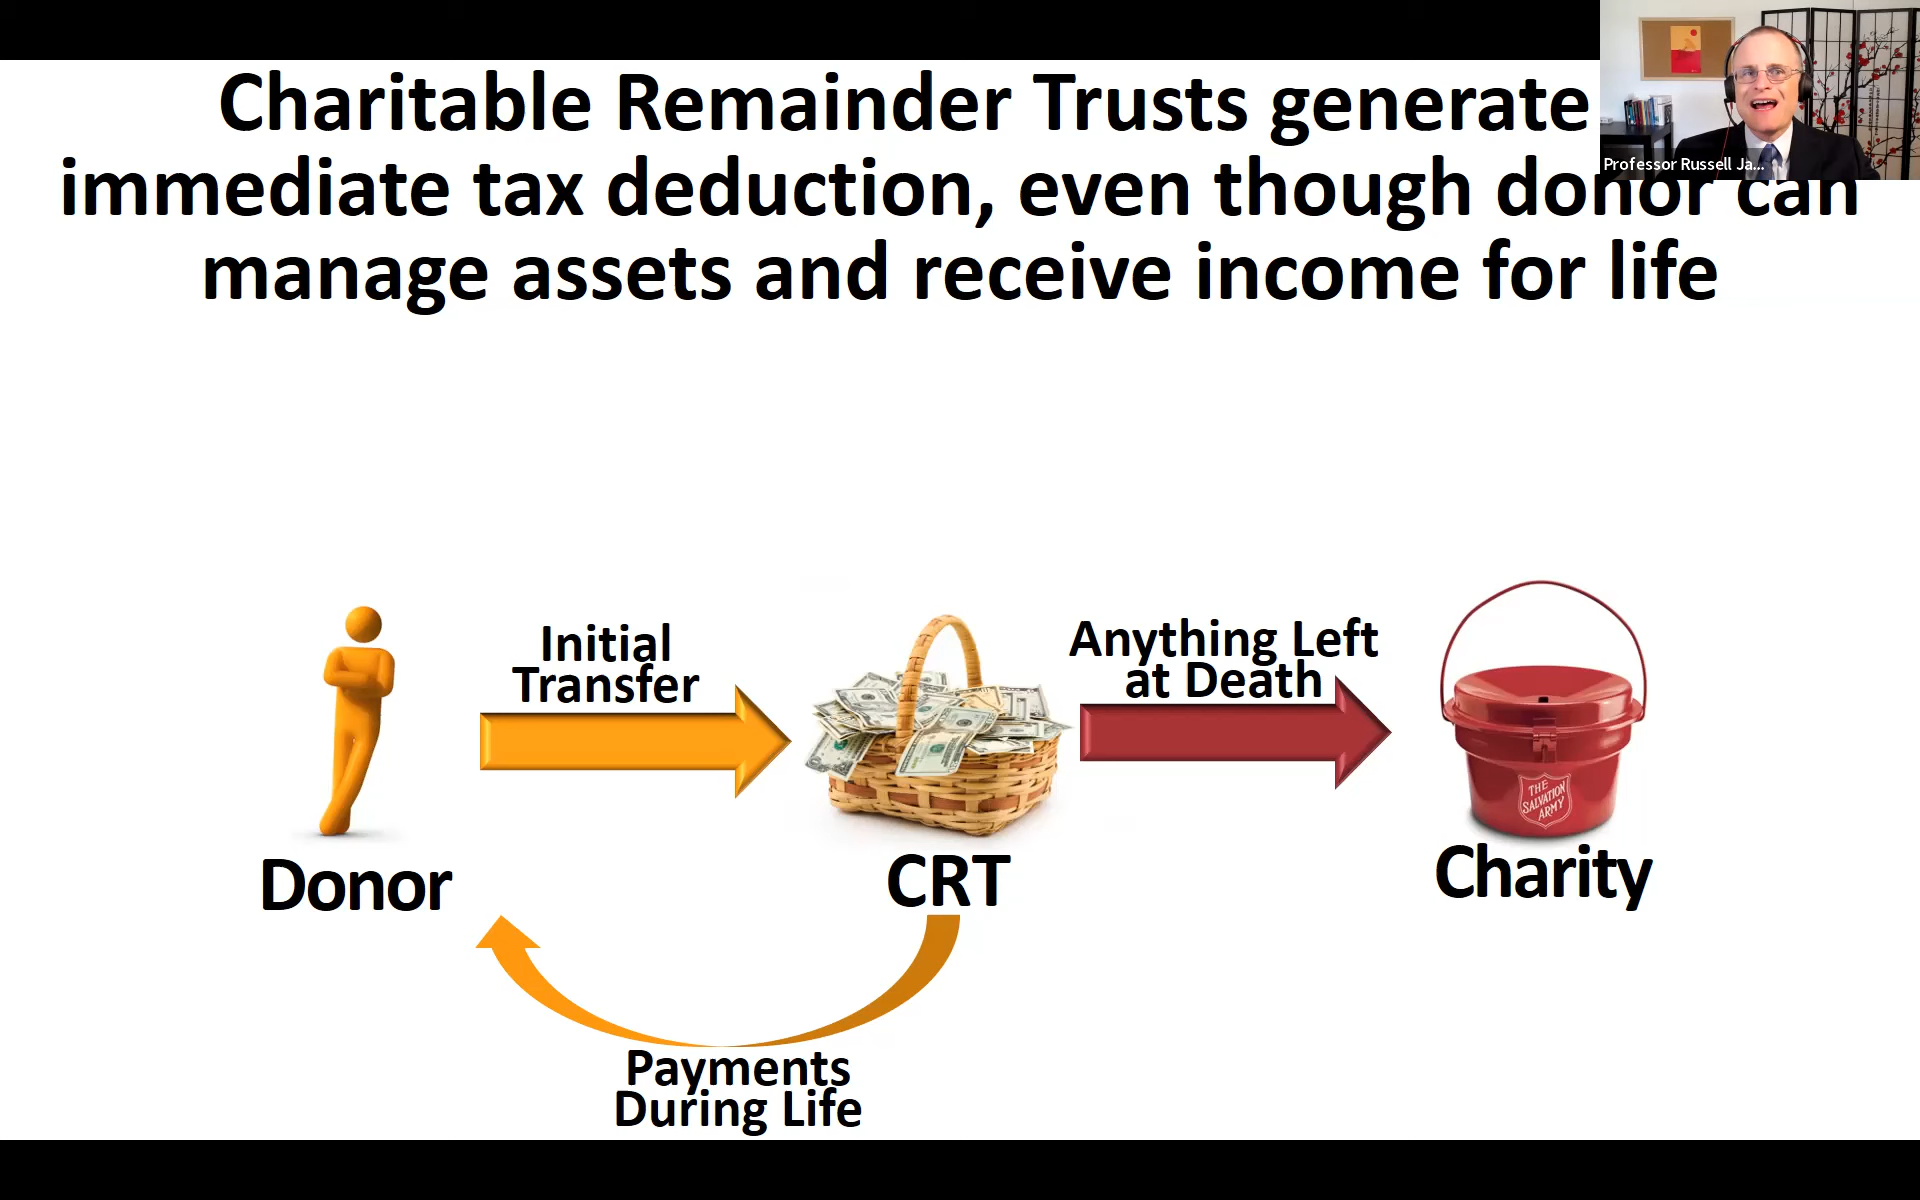 Charitable Remainder Trusts generate
immediate tax deduction, even though donor can
manage assets and receive income for life
Professor Russell Ja...
Initial
Transfer
Anything Left
at Death
THE
SALVATION
ARMY
Donor
CRT
Charity
Payments
During Life